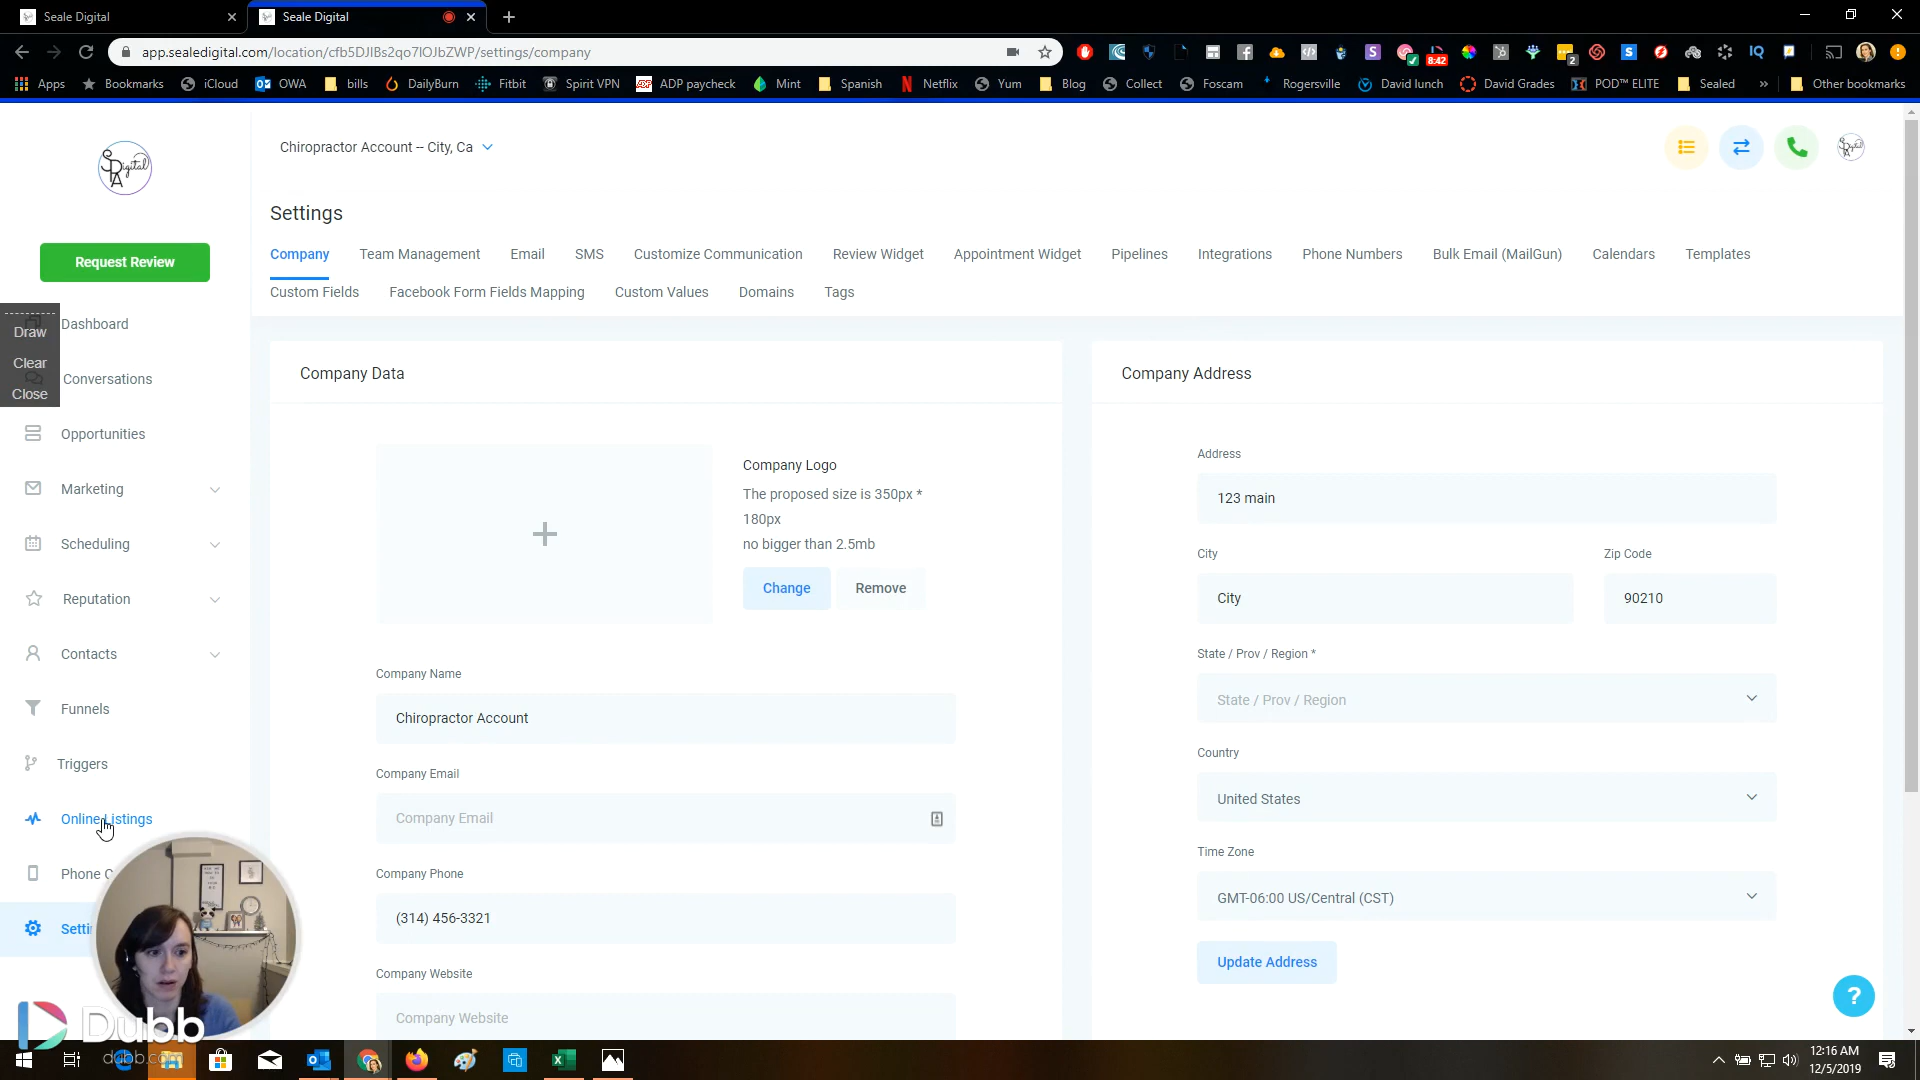 Seale Digital
Seale Digital
app.sealedigital.com/location/cfb5DJIBs2qo7lOJbZWP/settings/company
8:42
2
Apps
Bookmarks
iCloud
OWA
bills
DailyBurn
Fitbit
Spirit VPN
ADP paycheck
Mint
Spanish
Netflix
Yum
Blog
Collect
Foscam
Rogersville
David lunch
David Grades
POD™ ELITE
Sealed
»
Other bookmarks
Digital
Chiropractor Account -- City, Ca
Settings
Company
Team Management
Email
SMS
Customize Communication
Review Widget
Appointment Widget
Pipelines
Integrations
Phone Numbers
Bulk Email (MailGun)
Calendars
Templates
Custom Fields
Facebook Form Fields Mapping
Custom Values
Domains
Tags
Request Review
Draw
Clear
Close
Dashboard
Conversations
Opportunities
Marketing
Scheduling
Reputation
Contacts
Funnels
Triggers
Online Listings
Phone C
Setti
Company Data
Company Logo
The proposed size is 350px *
180px
no bigger than 2.5mb
Change
Remove
Company Name
Chiropractor Account
Company Email
Company Email
Company Phone
(314) 456-3321
Company Website
Company Website
Company Address
Address
123 main
City
City
Zip Code
90210
State / Prov / Region *
State / Prov / Region
Country
United States
Time Zone
GMT-06:00 US/Central (CST)
Update Address
?
Dubb
dubb.com
12:16 AM
12/5/2019